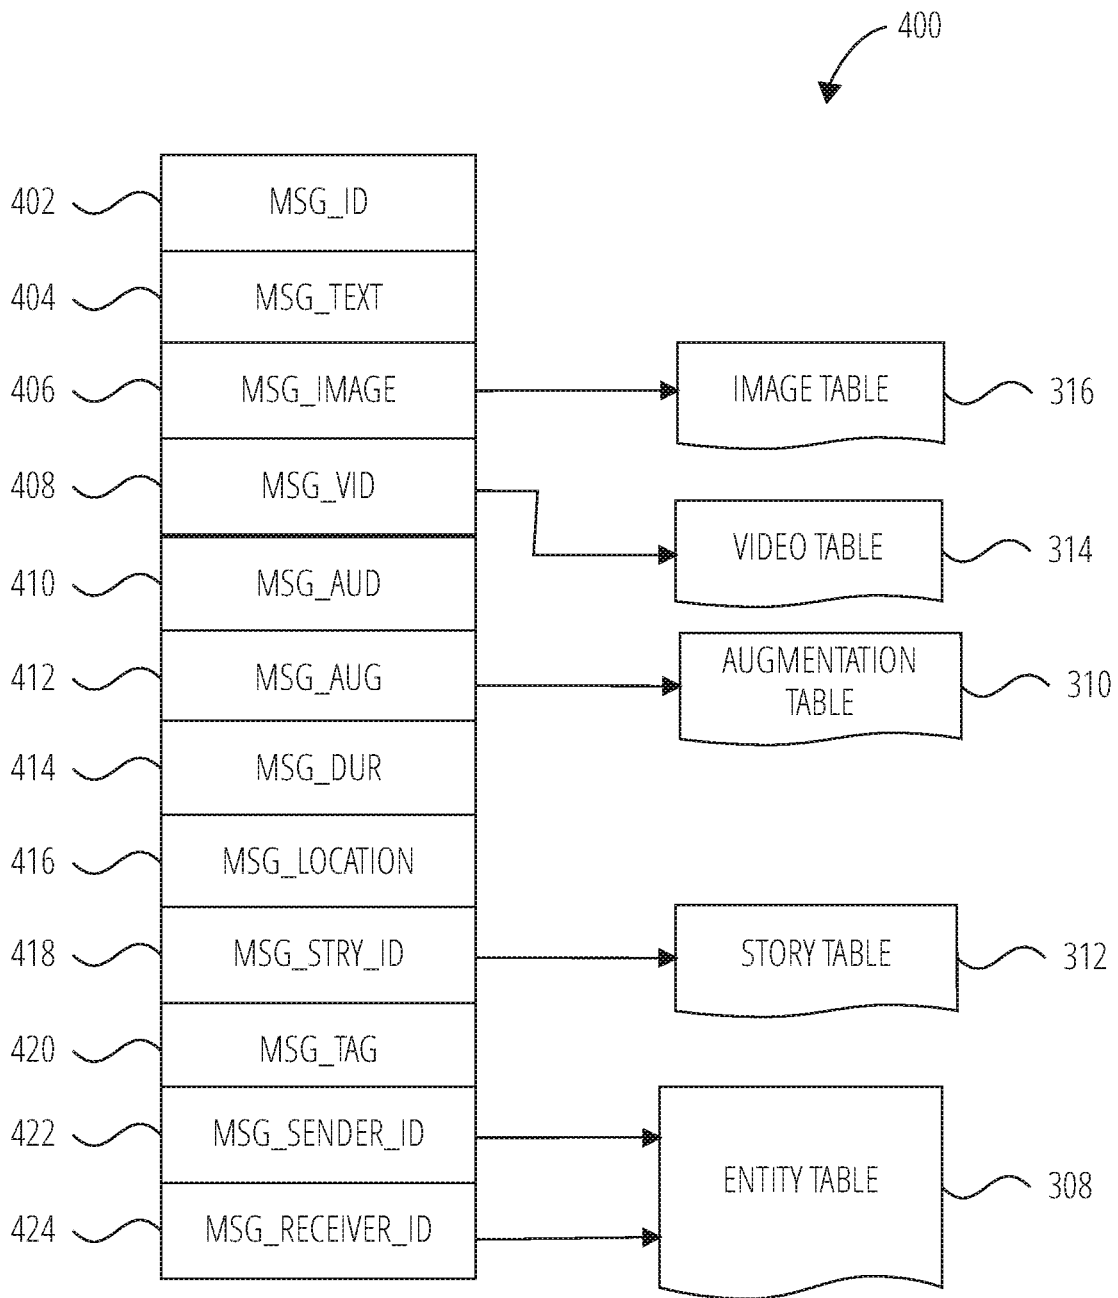 400
402 MSG_ID
404 MSG_TEXT
406 MSG_IMAGE IMAGE TABLE 316
408 MSG_VID VIDEO TABLE 314
410 MSG_AUD
412 MSG_AUG AUGMENTATION
TABLE 310
414 MSG_DUR
416 MSG_LOCATION
418 MSG_STRY_ID STORY TABLE 312
420 MSG_TAG
422 MSG_SENDER_ID
ENTITY TABLE 308
424 MSG_RECEIVER_ID